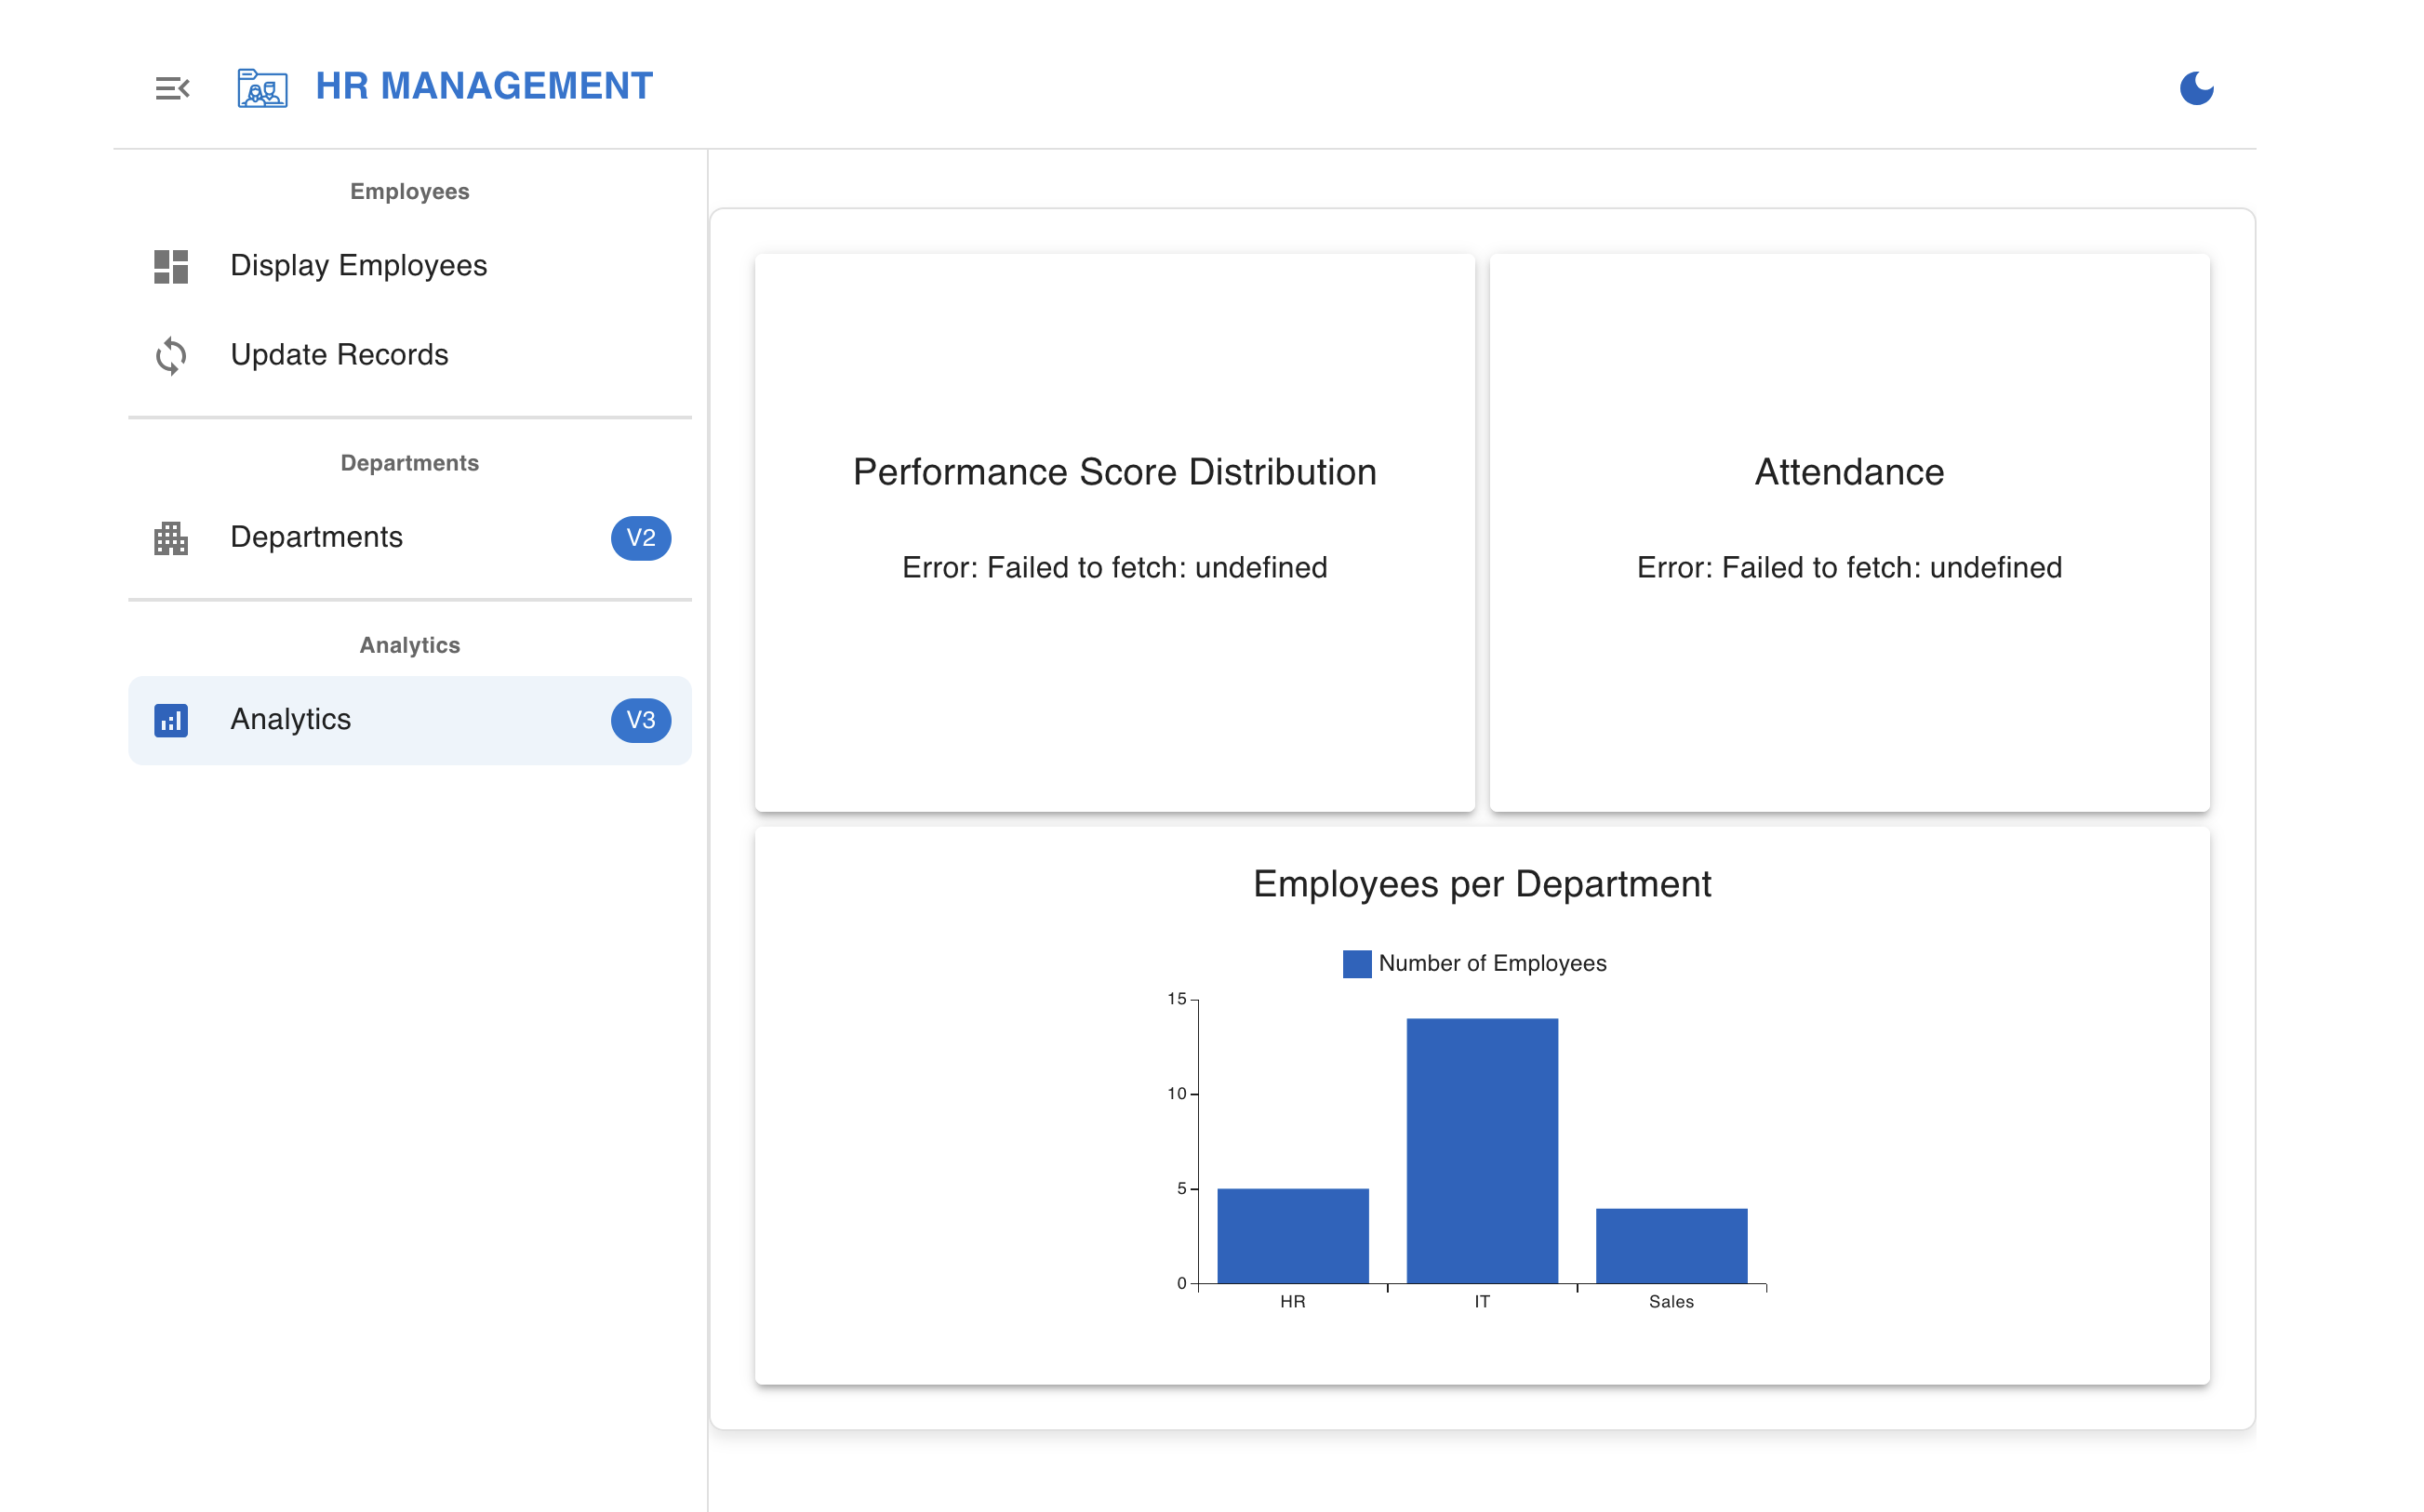 HR MANAGEMENT
Employees
Display Employees
Update Records
Departments
Departments V2
Analytics
Analytics V3
Performance Score Distribution
Error: Failed to fetch: undefined
Attendance
Error: Failed to fetch: undefined
Employees per Department
Number of Employees
15
10
5
0
HR IT Sales